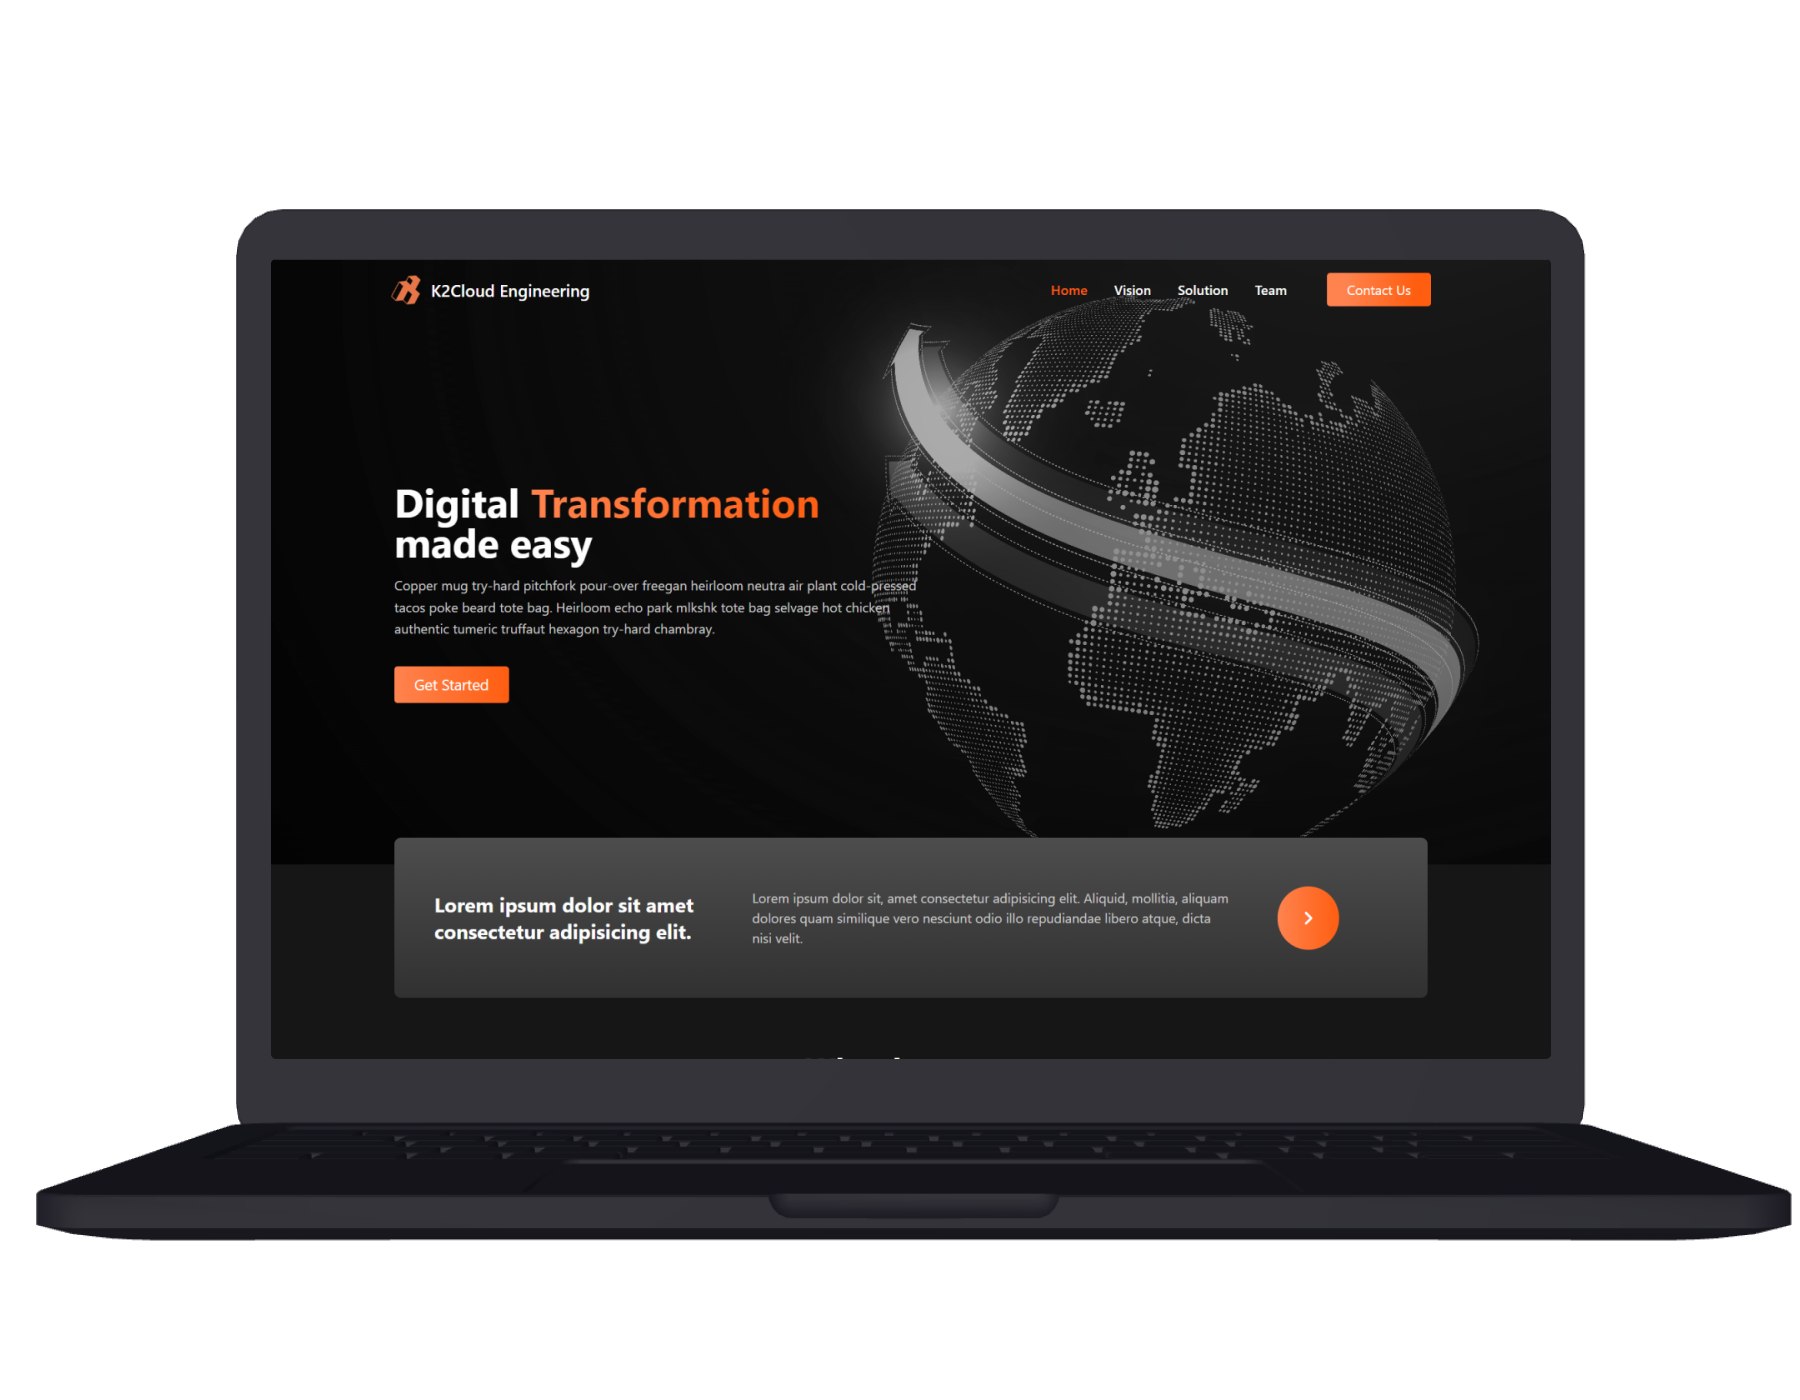 K2Cloud Engineering
Home Vision Solution Team Contact Us
Digital Transformation
made easy
Copper mug try-hard pitchfork pour-over freegan heirloom neutra air plant cold-pressed
tacos poke beard tote bag. Heirloom echo park mlkshk tote bag selvage hot chicken
authentic tumeric truffaut hexagon try-hard chambray.
Get Started
Lorem ipsum dolor sit amet
consectetur adipisicing elit.
Lorem ipsum dolor sit, amet consectetur adipisicing elit. Aliquid, mollitia, aliquam
dolores quam similique vero nesciunt odio illo repudiandae libero atque, dicta
nisi velit.